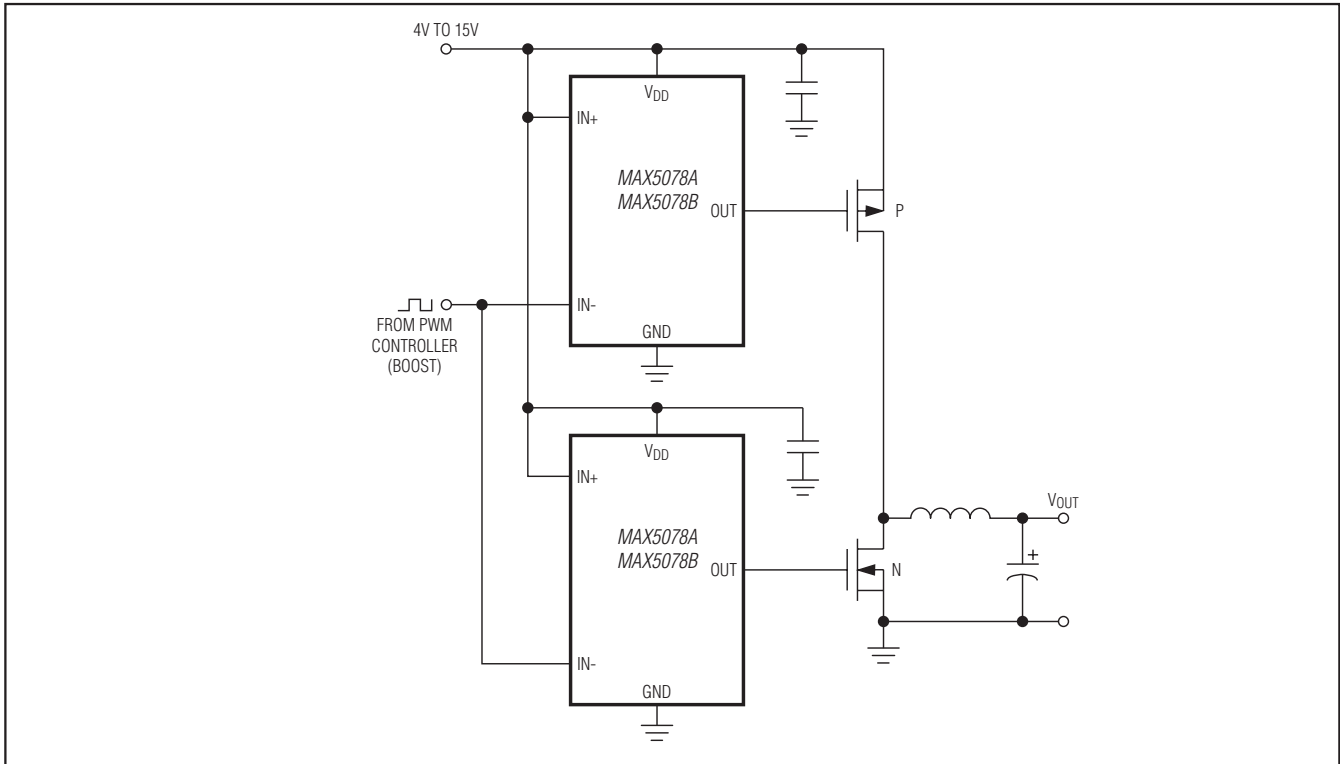 4V TO 15V
VDD
IN+
MAX5078A
MAX5078B
OUT
P
IN-
FROM PWM
CONTROLLER
(BOOST)
GND
VDD
IN+
VOUT
MAX5078A
MAX5078B
OUT
N
+
IN-
GND